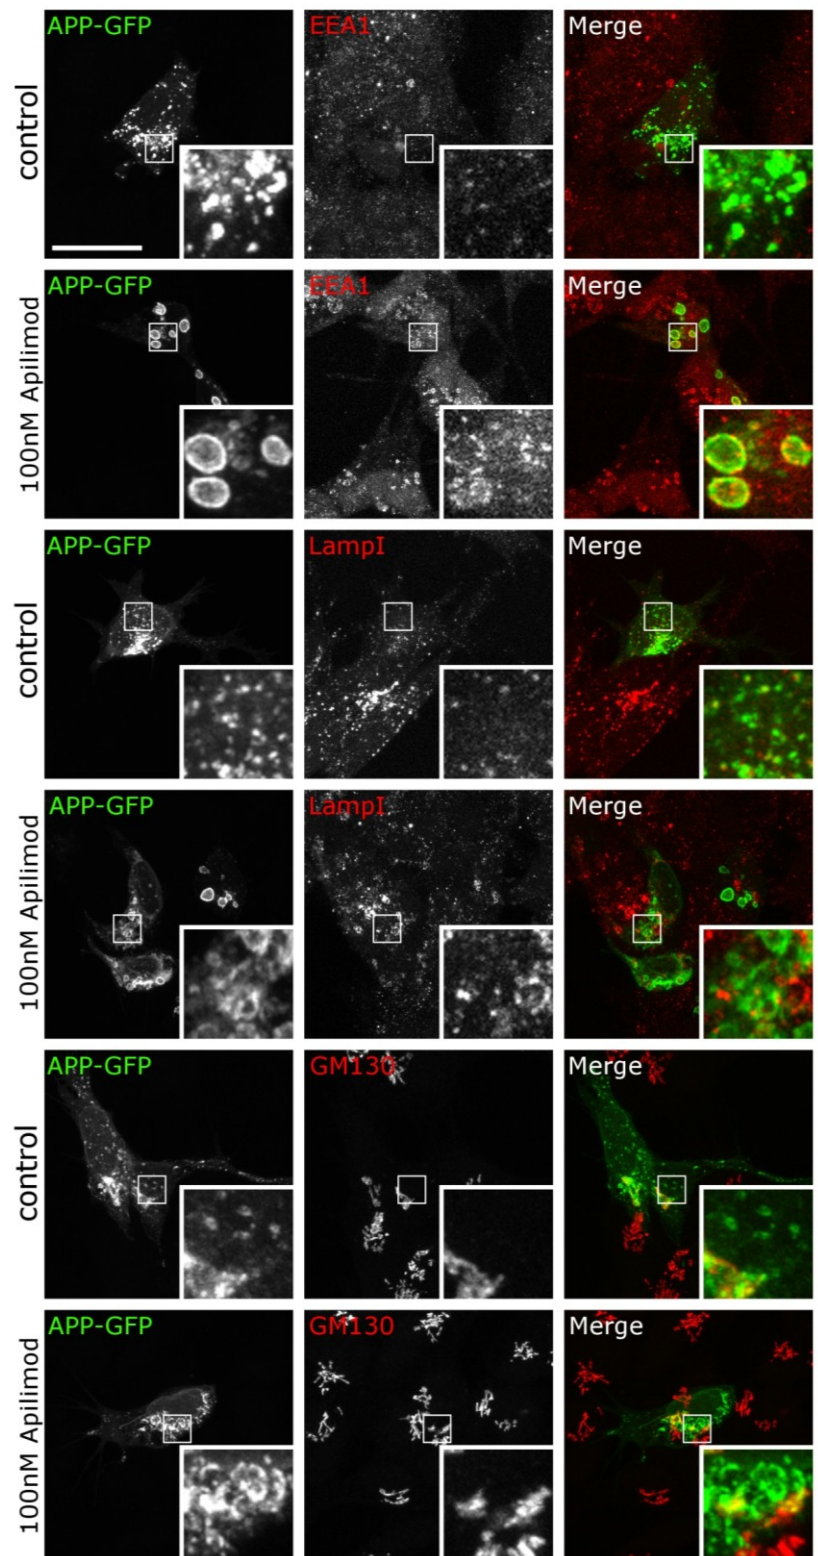 control
APP-GFP
EEA1
Merge
100nM Apilimod
APP-GFP
EEA1
Merge
control
APP-GFP
LampI
Merge
100nM Apilimod
APP-GFP
LampI
Merge
control
APP-GFP
GM130
Merge
100nM Apilimod
APP-GFP
GM130
Merge